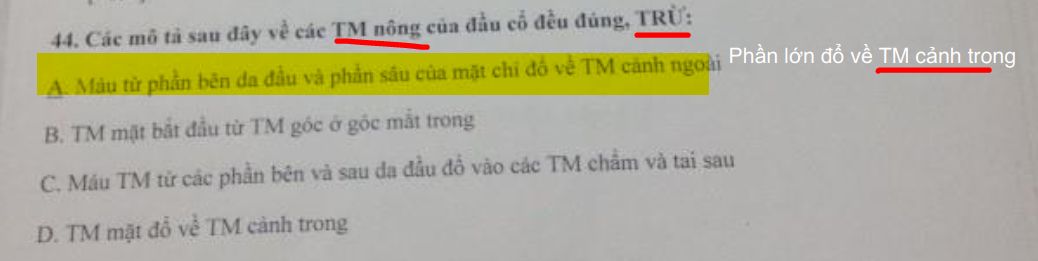 44. Các mô tả sau đây về các TM nông của đầu cổ đều đúng, TRỪ:
A. Máu từ phần bên da đầu và phần sâu của mặt chỉ đổ về TM cảnh ngoài Phần lớn đổ về TM cảnh trong
B. TM mặt bắt đầu từ TM góc ở góc mắt trong
C. Máu TM từ các phần bên và sau da đầu đổ vào các TM chẩm và tai sau
D. TM mặt đổ về TM cảnh trong